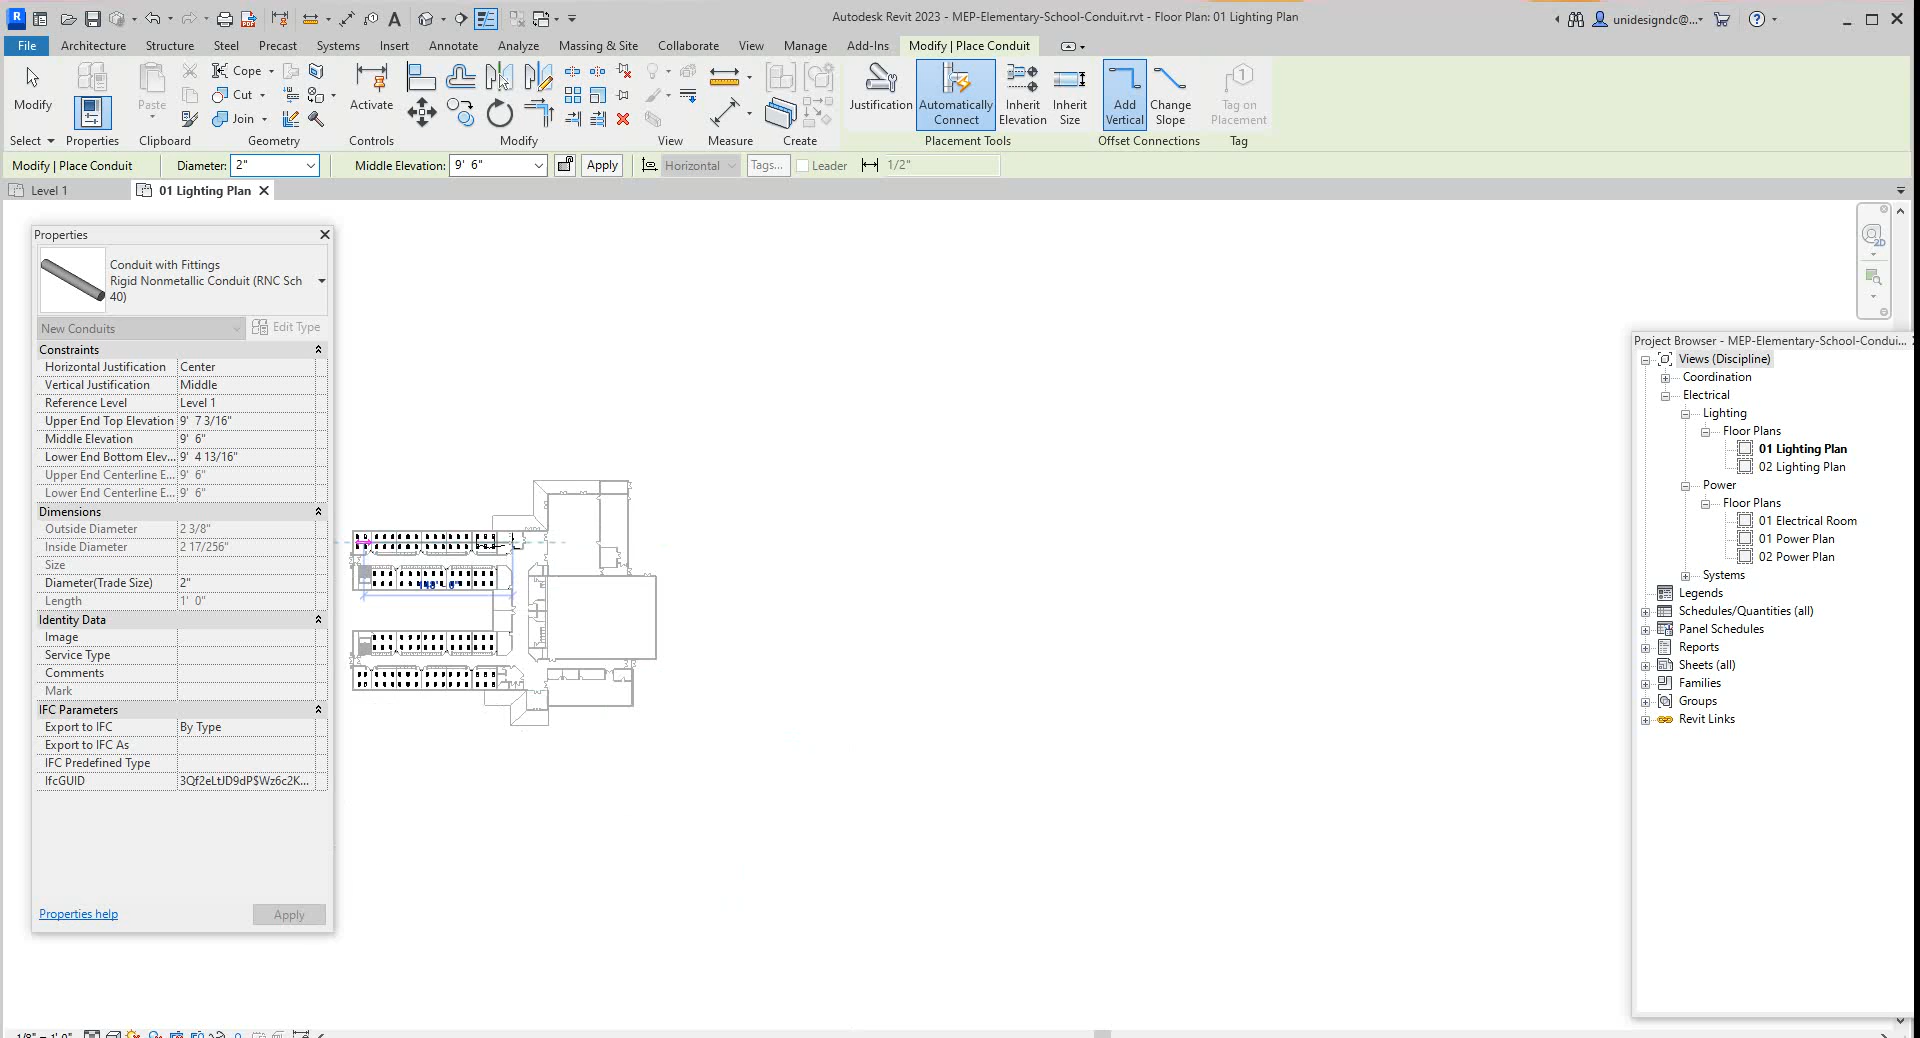 Autodesk Revit 2023 - MEP-Elementary-School-Conduit.rvt - Floor Plan: 01 Lighting Plan
unidesigndc@...
File Architecture Structure Steel Precast Systems Insert Annotate Analyze Massing & Site Collaborate View Manage Add-Ins Modify | Place Conduit
Modify Paste Cope Cut Join Activate Justification Automatically Connect Inherit Elevation Inherit Size Add Vertical Change Slope Tag on Placement
Select Properties Clipboard Geometry Controls Modify View Measure Create Placement Tools Offset Connections Tag
Modify | Place Conduit Diameter: 2" Middle Elevation: 9' 6" Apply Horizontal Tags... Leader 1/2"
Level 1 01 Lighting Plan
Properties
Conduit with Fittings
Rigid Nonmetallic Conduit (RNC Sch
40)
New Conduits Edit Type
Constraints
Horizontal Justification Center
Vertical Justification Middle
Reference Level Level 1
Upper End Top Elevation 9' 7 3/16"
Middle Elevation 9' 6"
Lower End Bottom Elev... 9' 4 13/16"
Upper End Centerline E... 9' 6"
Lower End Centerline E... 9' 6"
Dimensions
Outside Diameter 2 3/8"
Inside Diameter 2 17/256"
Size
Diameter(Trade Size) 2"
Length 1' 0"
Identity Data
Image
Service Type
Comments
Mark
IFC Parameters
Export to IFC By Type
Export to IFC As
IFC Predefined Type
IfcGUID 3Qf2eLtJD9dP$Wz6c2K...
Properties help Apply
2D
Project Browser - MEP-Elementary-School-Condui...
Views (Discipline)
Coordination
Electrical
Lighting
Floor Plans
01 Lighting Plan
02 Lighting Plan
Power
Floor Plans
01 Electrical Room
01 Power Plan
02 Power Plan
Systems
Legends
Schedules/Quantities (all)
Panel Schedules
Reports
Sheets (all)
Families
Groups
Revit Links
1/8" = 1'-0"